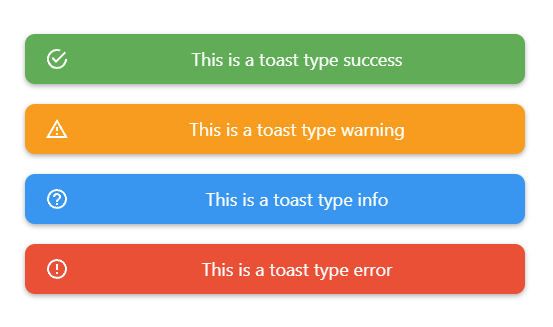 This is a toast type success
This is a toast type warning
This is a toast type info
This is a toast type error